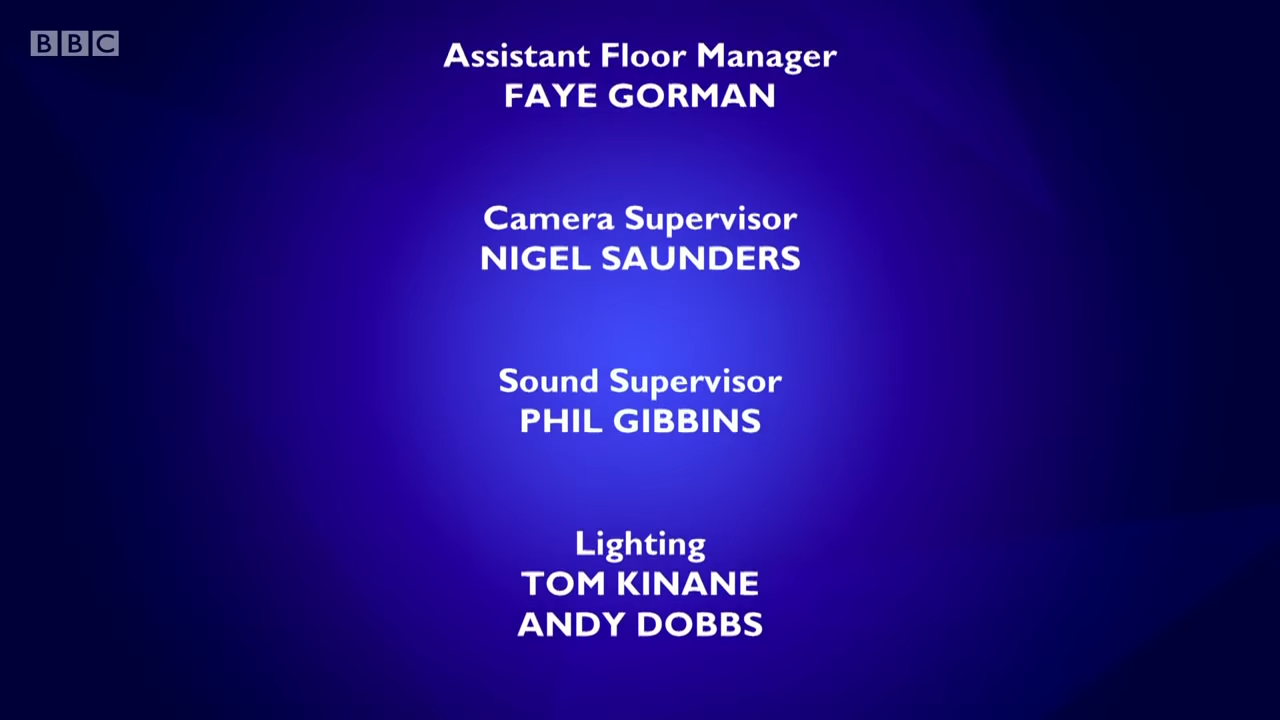 BBC
Assistant Floor Manager
FAYE GORMAN
Camera Supervisor
NIGEL SAUNDERS
Sound Supervisor
PHIL GIBBINS
Lighting
TOM KINANE
ANDY DOBBS